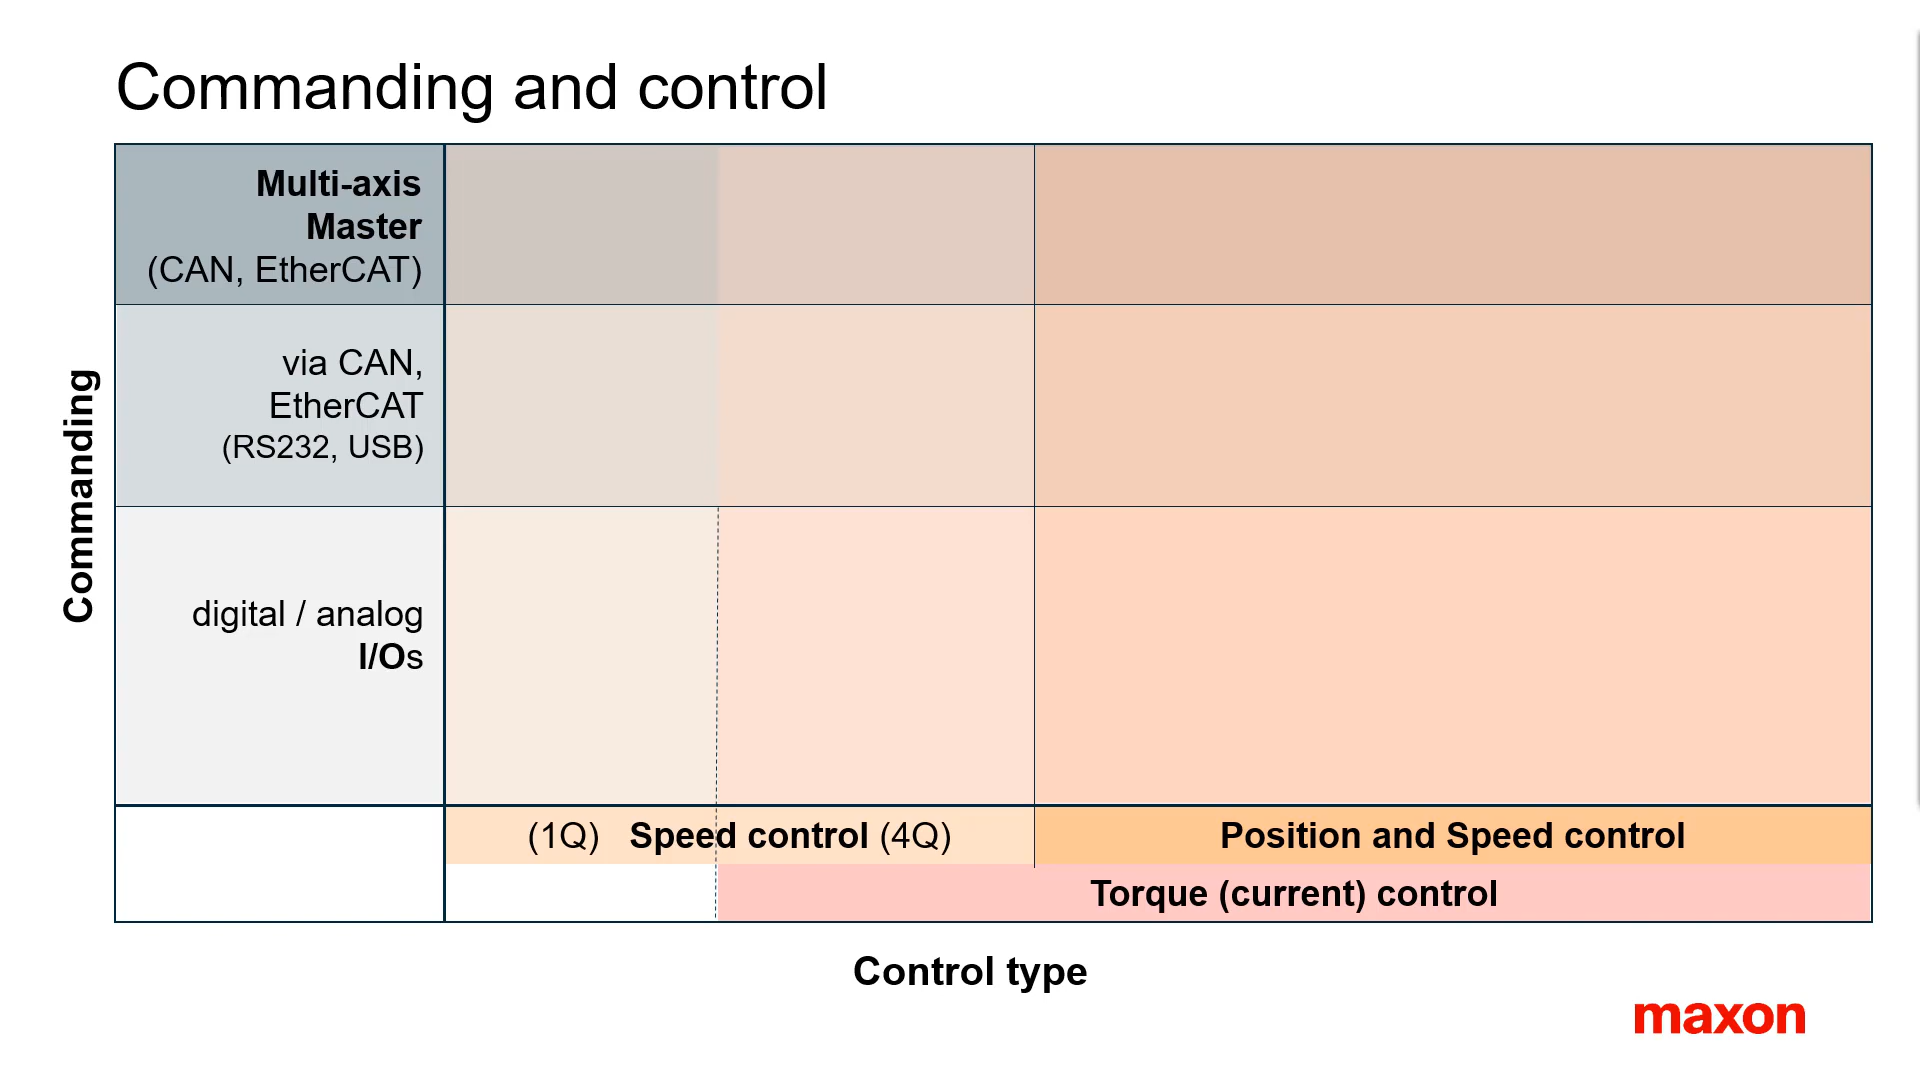 Commanding and control
Commanding
Multi-axis
Master
(CAN, EtherCAT)
via CAN,
EtherCAT
(RS232, USB)
digital / analog
I/Os
(1Q) Speed control (4Q)
Position and Speed control
Torque (current) control
Control type
maxon